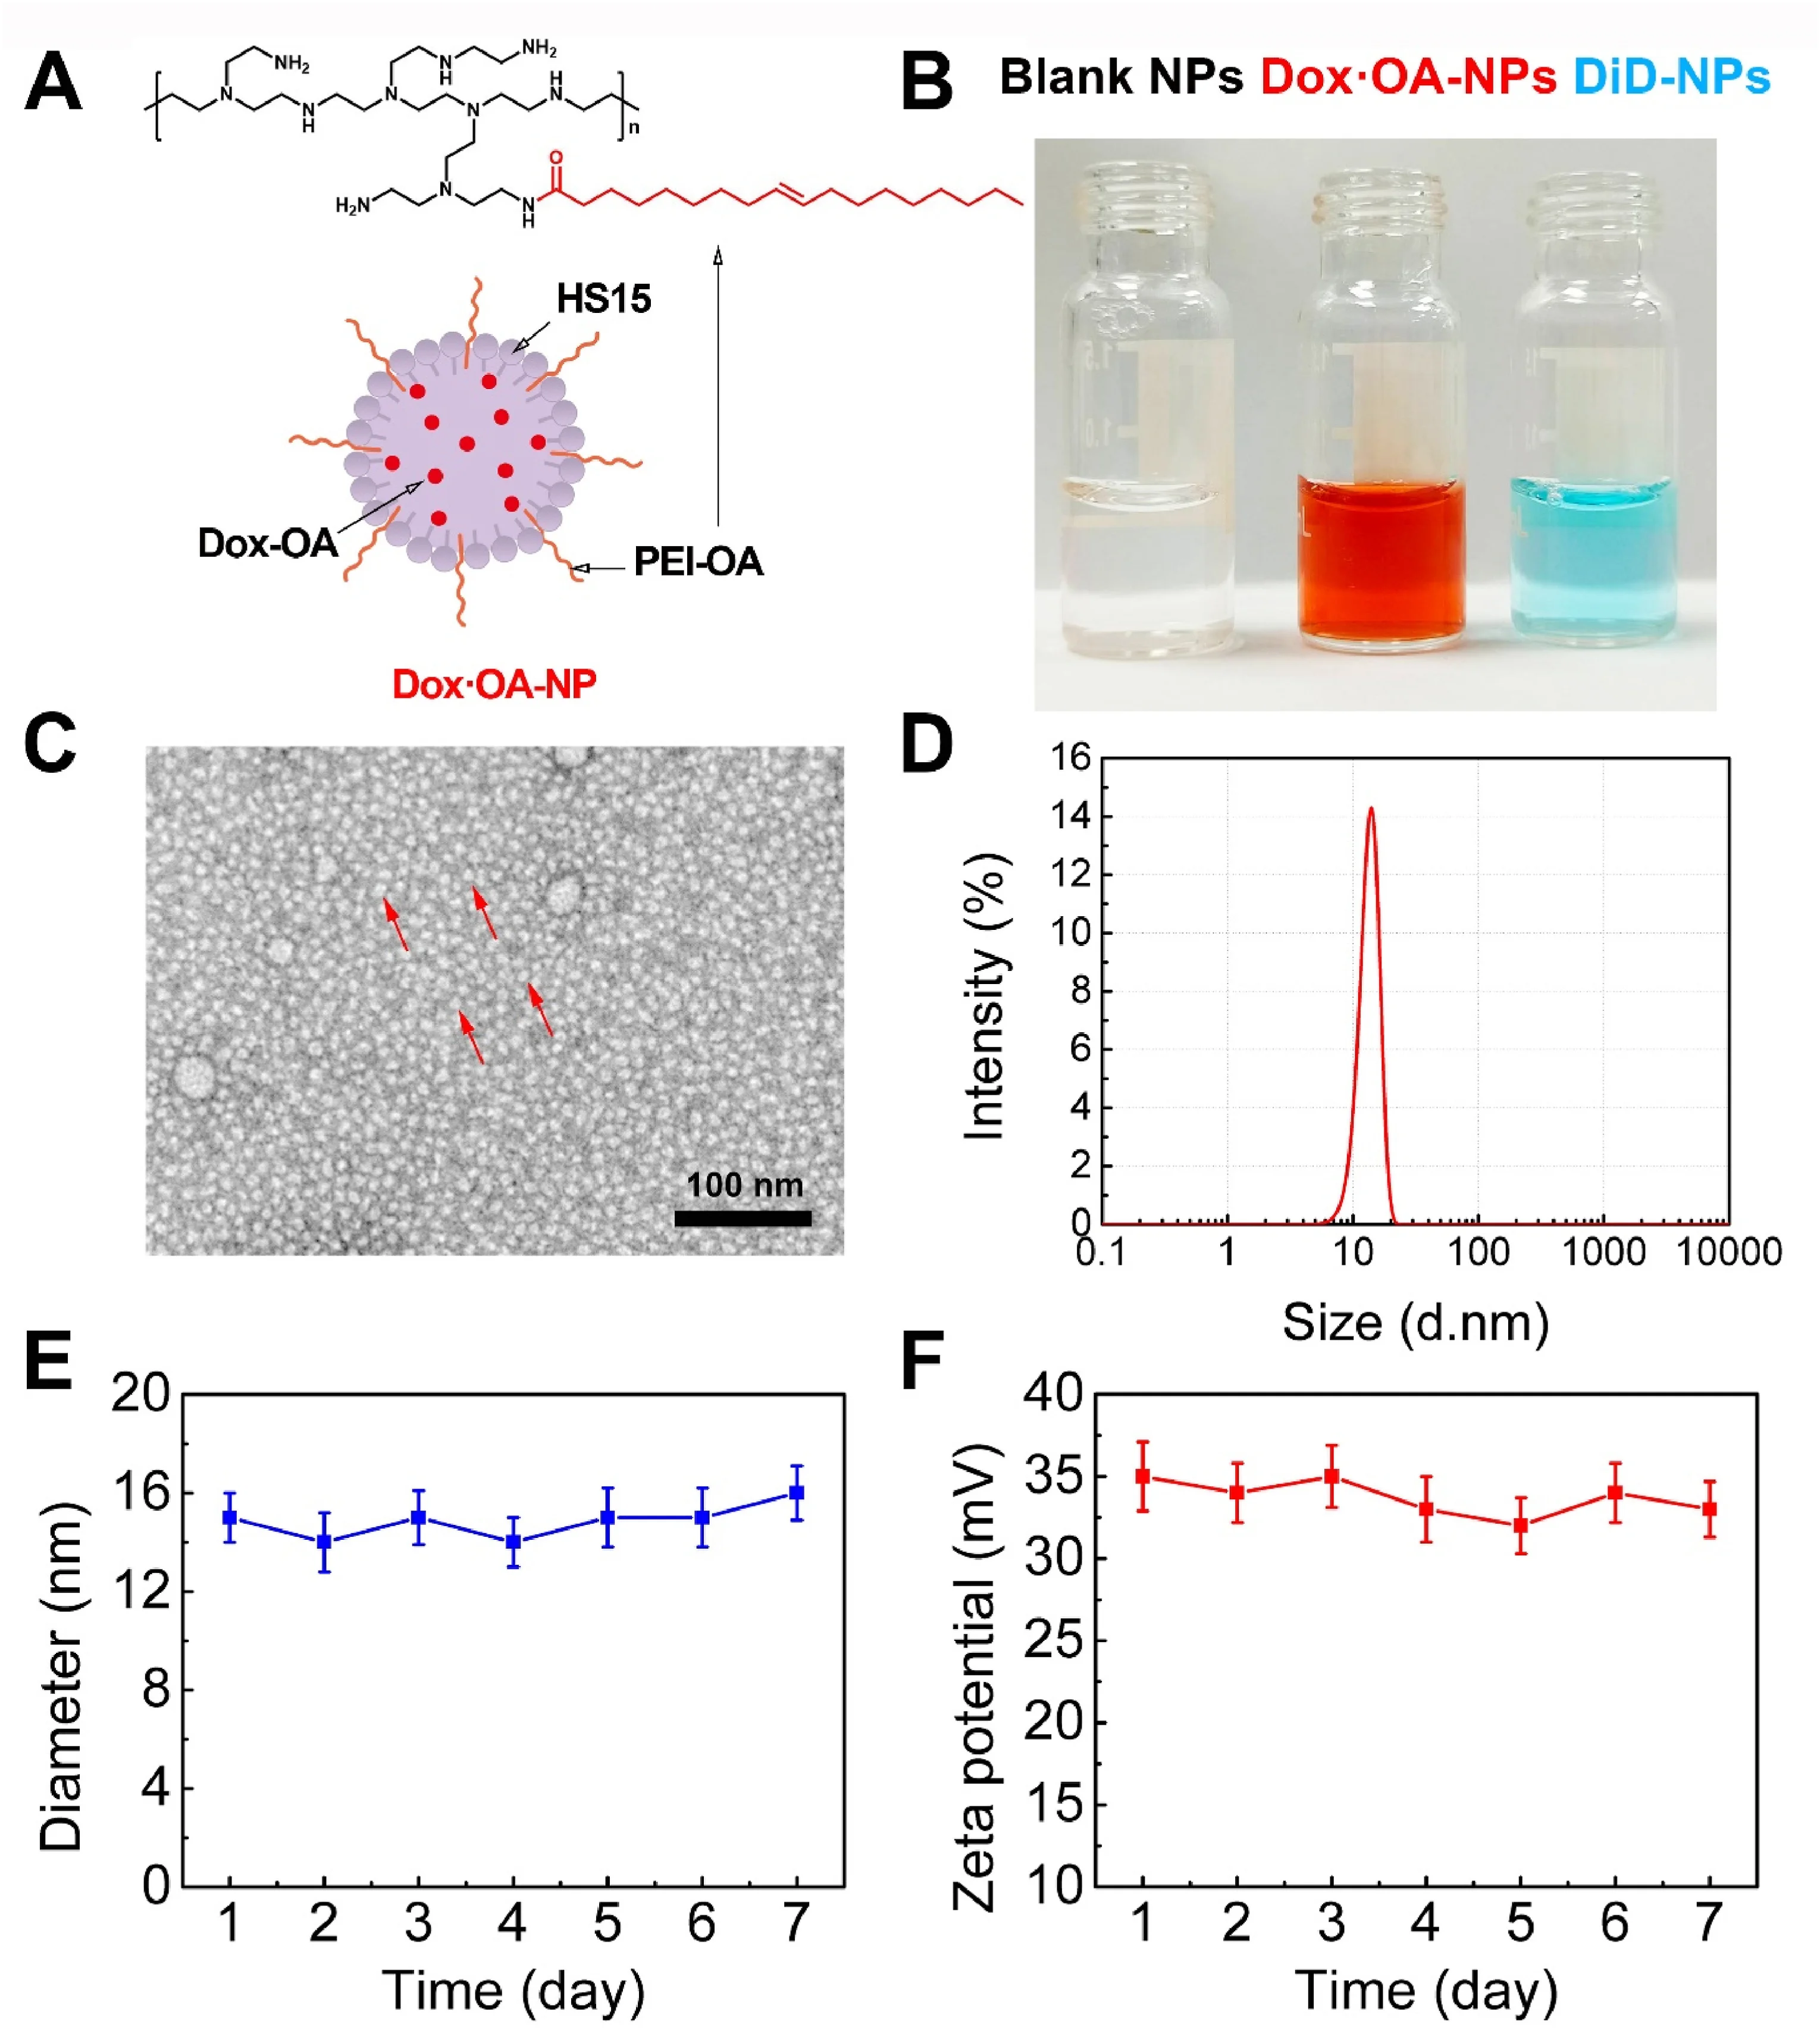 A
NH₂
NH₂
N
N
H
N
N
H
N
N
H
n
O
H₂N
N
N
H
HS15
Dox-OA
PEI-OA
Dox·OA-NP
B
Blank NPs Dox·OA-NPs DiD-NPs
C
100 nm
D
16
14
12
10
8
6
4
2
0
Intensity (%)
0.1 1 10 100 1000 10000
Size (d.nm)
E
20
16
12
8
4
0
Diameter (nm)
1 2 3 4 5 6 7
Time (day)
F
40
35
30
25
20
15
10
Zeta potential (mV)
1 2 3 4 5 6 7
Time (day)